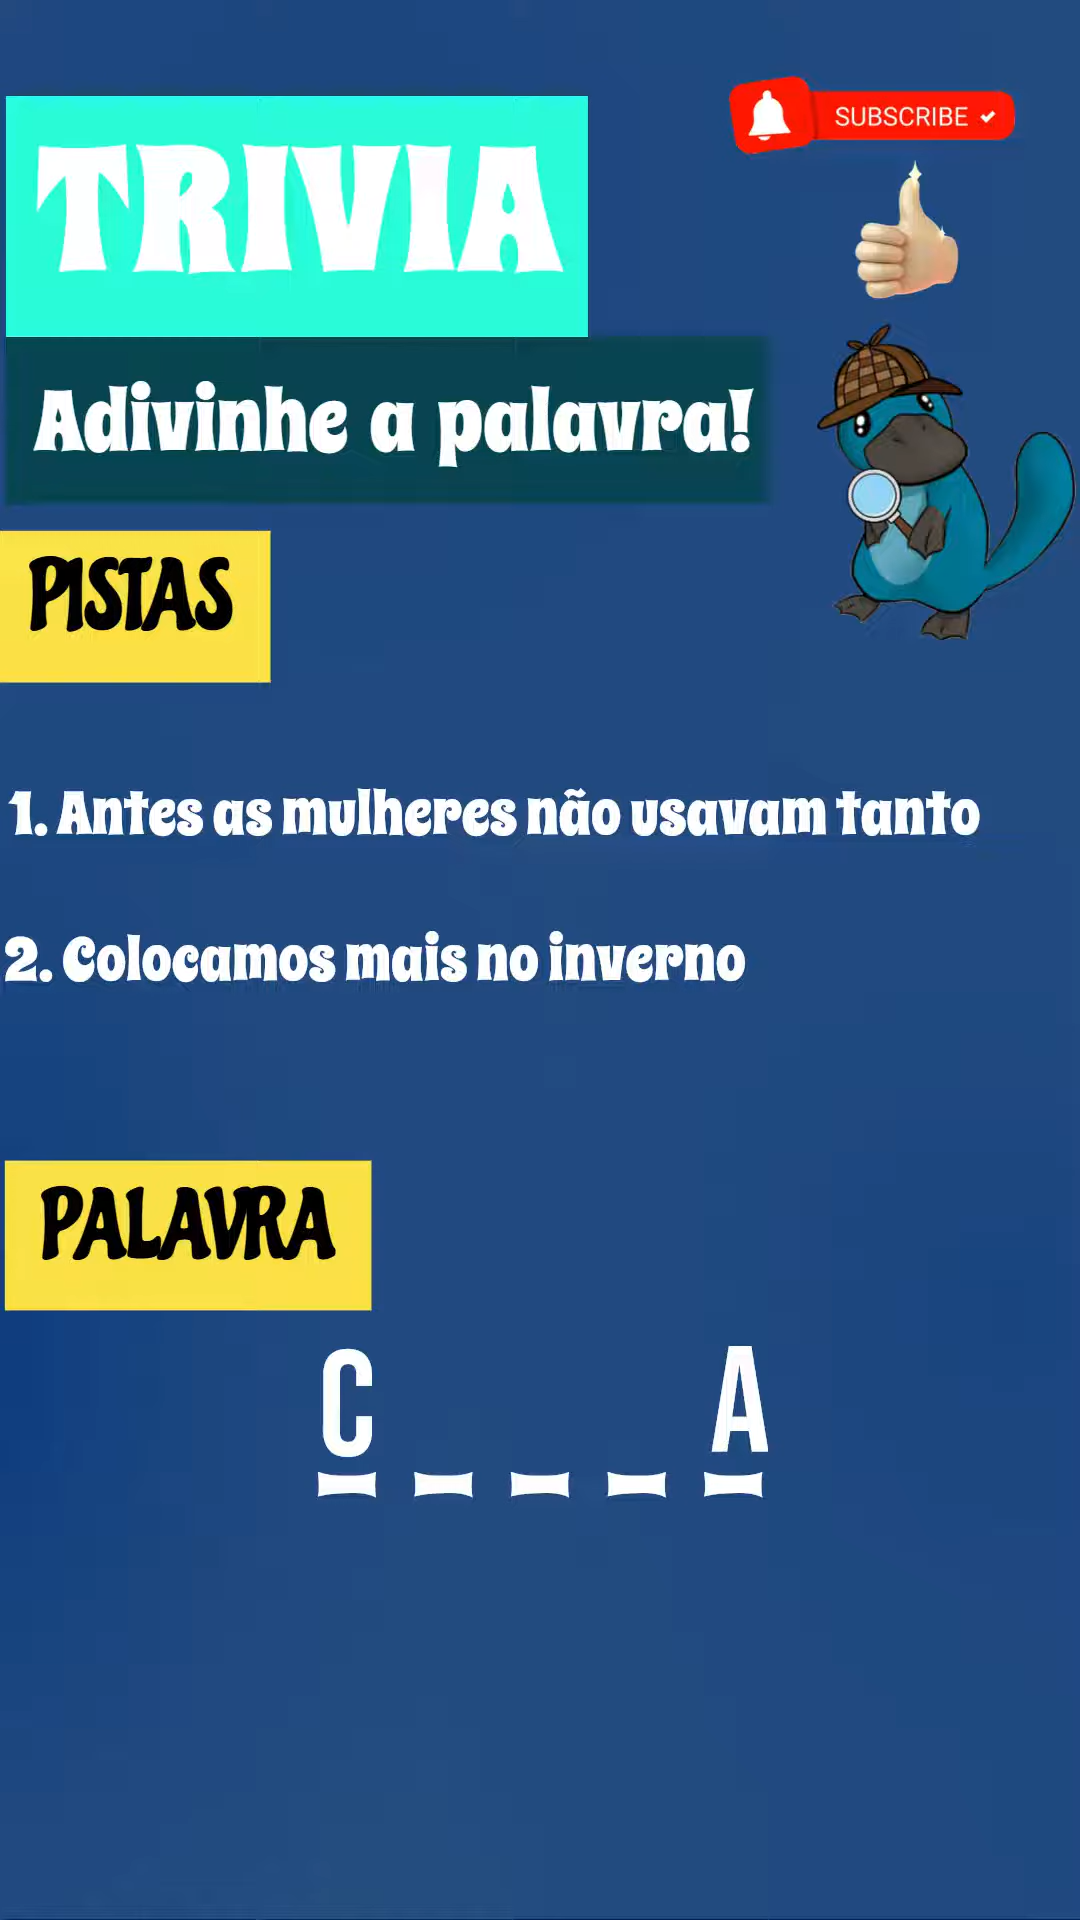 SUBSCRIBE
TRIVIA
Adivinhe a palavra!
PISTAS
1. Antes as mulheres não usavam tanto
2. Colocamos mais no inverno
PALAVRA
C _ _ _ A